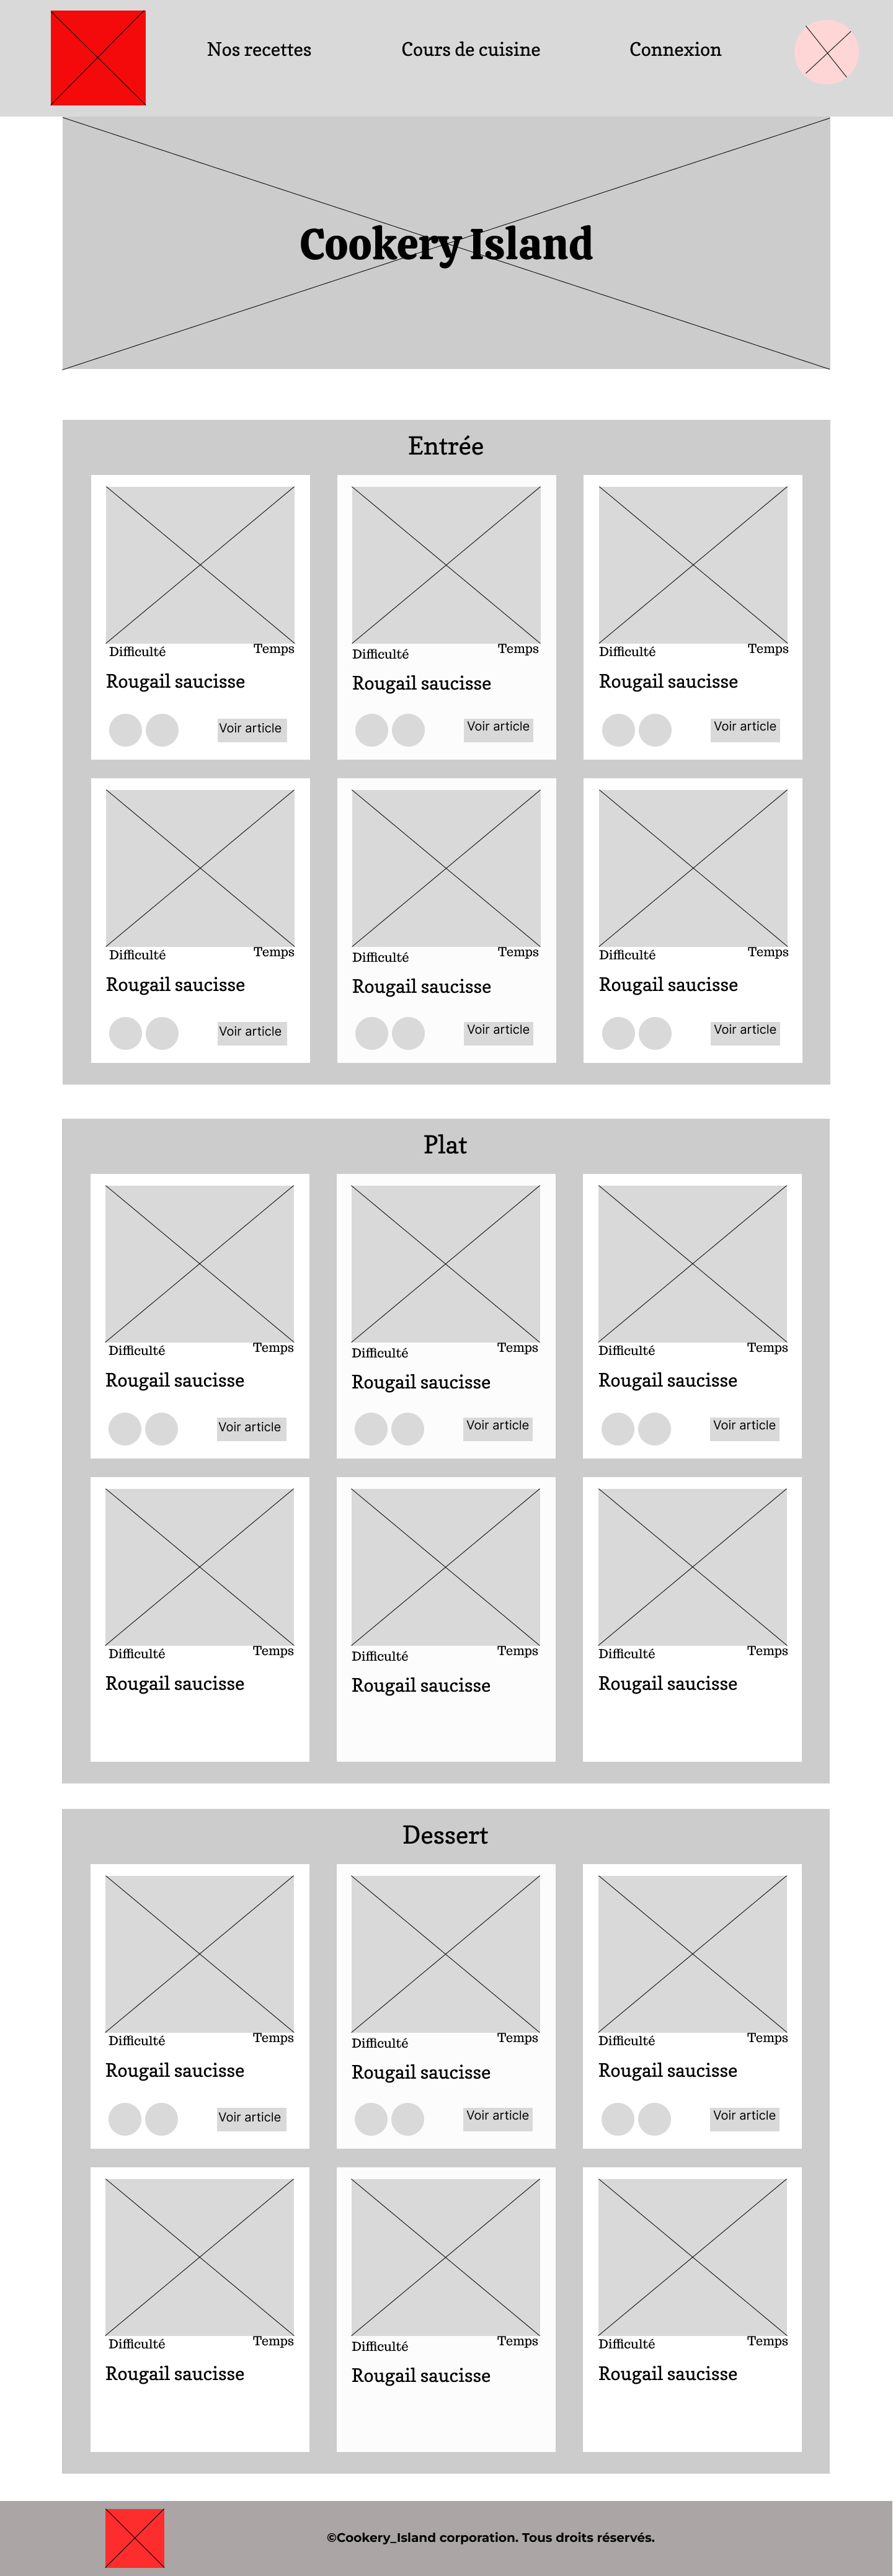 Nos recettes Cours de cuisine Connexion
Cookery Island
Entrée
Difficulté Temps Difficulté Temps Difficulté Temps
Rougail saucisse Rougail saucisse Rougail saucisse
Voir article Voir article Voir article
Difficulté Temps Difficulté Temps Difficulté Temps
Rougail saucisse Rougail saucisse Rougail saucisse
Voir article Voir article Voir article
Plat
Difficulté Temps Difficulté Temps Difficulté Temps
Rougail saucisse Rougail saucisse Rougail saucisse
Voir article Voir article Voir article
Difficulté Temps Difficulté Temps Difficulté Temps
Rougail saucisse Rougail saucisse Rougail saucisse
Dessert
Difficulté Temps Difficulté Temps Difficulté Temps
Rougail saucisse Rougail saucisse Rougail saucisse
Voir article Voir article Voir article
Difficulté Temps Difficulté Temps Difficulté Temps
Rougail saucisse Rougail saucisse Rougail saucisse
©Cookery_Island corporation. Tous droits réservés.